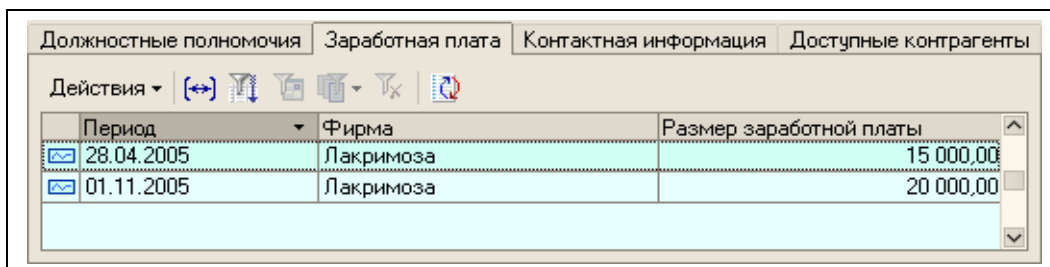 Должностные полномочия Заработная плата Контактная информация Доступные контрагенты
Действия
Период Фирма Размер заработной платы
28.04.2005 Лакримоза 15 000,00
01.11.2005 Лакримоза 20 000,00